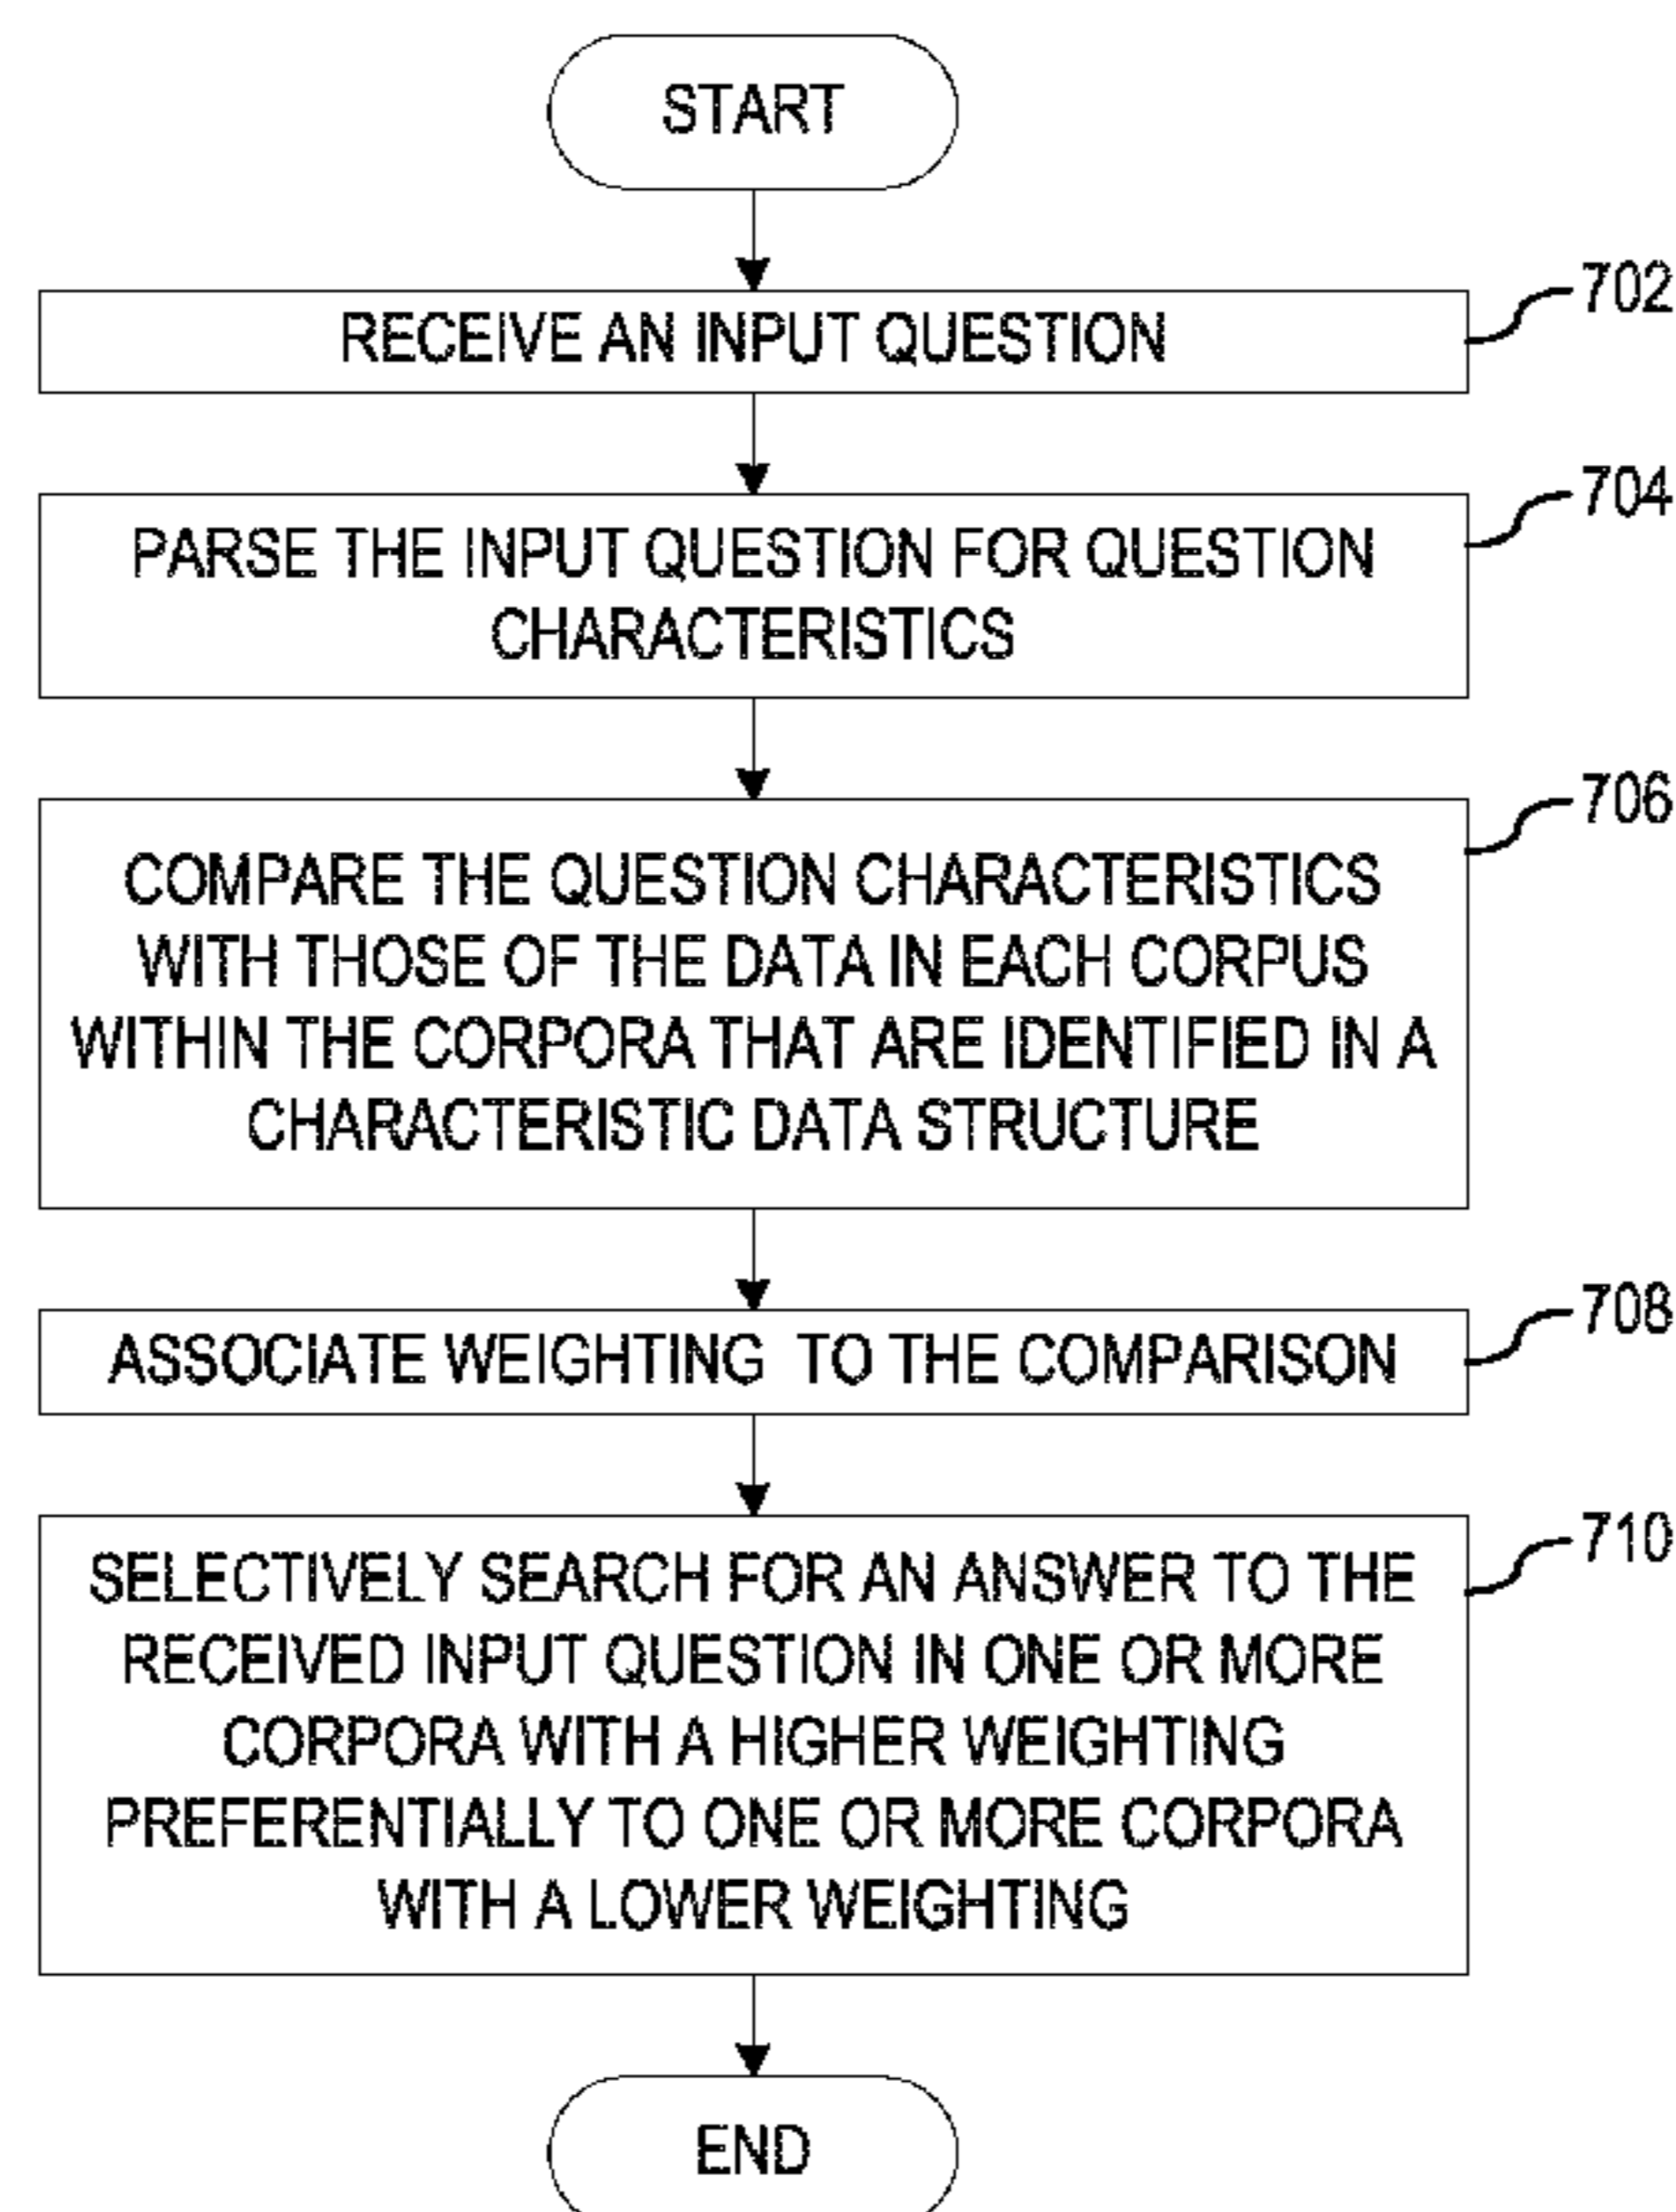 START
702
RECEIVE AN INPUT QUESTION
704
PARSE THE INPUT QUESTION FOR QUESTION
CHARACTERISTICS
706
COMPARE THE QUESTION CHARACTERISTICS
WITH THOSE OF THE DATA IN EACH CORPUS
WITHIN THE CORPORA THAT ARE IDENTIFIED IN A
CHARACTERISTIC DATA STRUCTURE
708
ASSOCIATE WEIGHTING TO THE COMPARISON
710
SELECTIVELY SEARCH FOR AN ANSWER TO THE
RECEIVED INPUT QUESTION IN ONE OR MORE
CORPORA WITH A HIGHER WEIGHTING
PREFERENTIALLY TO ONE OR MORE CORPORA
WITH A LOWER WEIGHTING
END